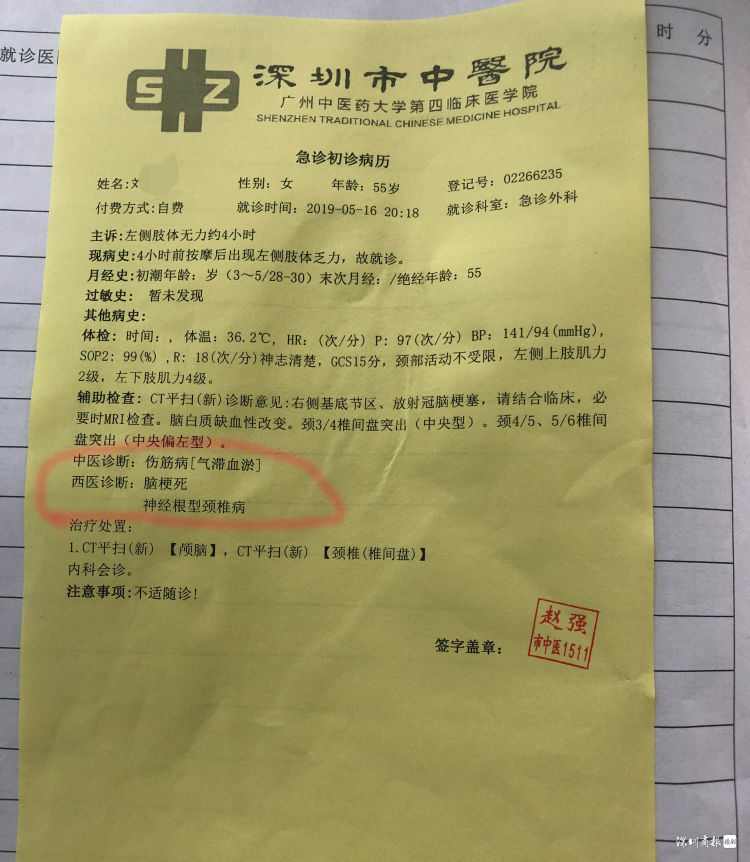 就诊医
时 分
SZ
深圳市中醫院
广州中医药大学第四临床医学院
SHENZHEN TRADITIONAL CHINESE MEDICINE HOSPITAL
急诊初诊病历
姓名: 性别: 女 年龄: 55岁 登记号: 02266235
付费方式:自费 就诊时间: 2019-05-16 20:18 就诊科室: 急诊外科
主诉:左侧肢体无力约4小时
现病史:4小时前按摩后出现左侧肢体乏力,故就诊。
月经史:初潮年龄: 岁(3～5/28-30)末次月经: /绝经年龄: 55
过敏史: 暂未发现
其他病史:
体检: 时间:, 体温: 36.2℃, HR: (次/分) P: 97(次/分) BP: 141/94(mmHg),
SOP2: 99(%) ,R: 18(次/分)神志清楚, GCS15分, 颈部活动不受限, 左侧上肢肌力
2级, 左下肢肌力4级。
辅助检查: CT平扫(新)诊断意见:右侧基底节区、放射冠脑梗塞, 请结合临床, 必
要时MRI检查。脑白质缺血性改变。颈3/4椎间盘突出(中央型)。颈4/5、5/6椎间
盘突出(中央偏左型)。
中医诊断: 伤筋病[气滞血淤]
西医诊断: 脑梗死
神经根型颈椎病
治疗处置:
1.CT平扫(新) 【颅脑】, CT平扫(新) 【颈椎(椎间盘)】
内科会诊。
注意事项:不适随诊!
签字盖章:
赵强
市中医1511
深圳商报